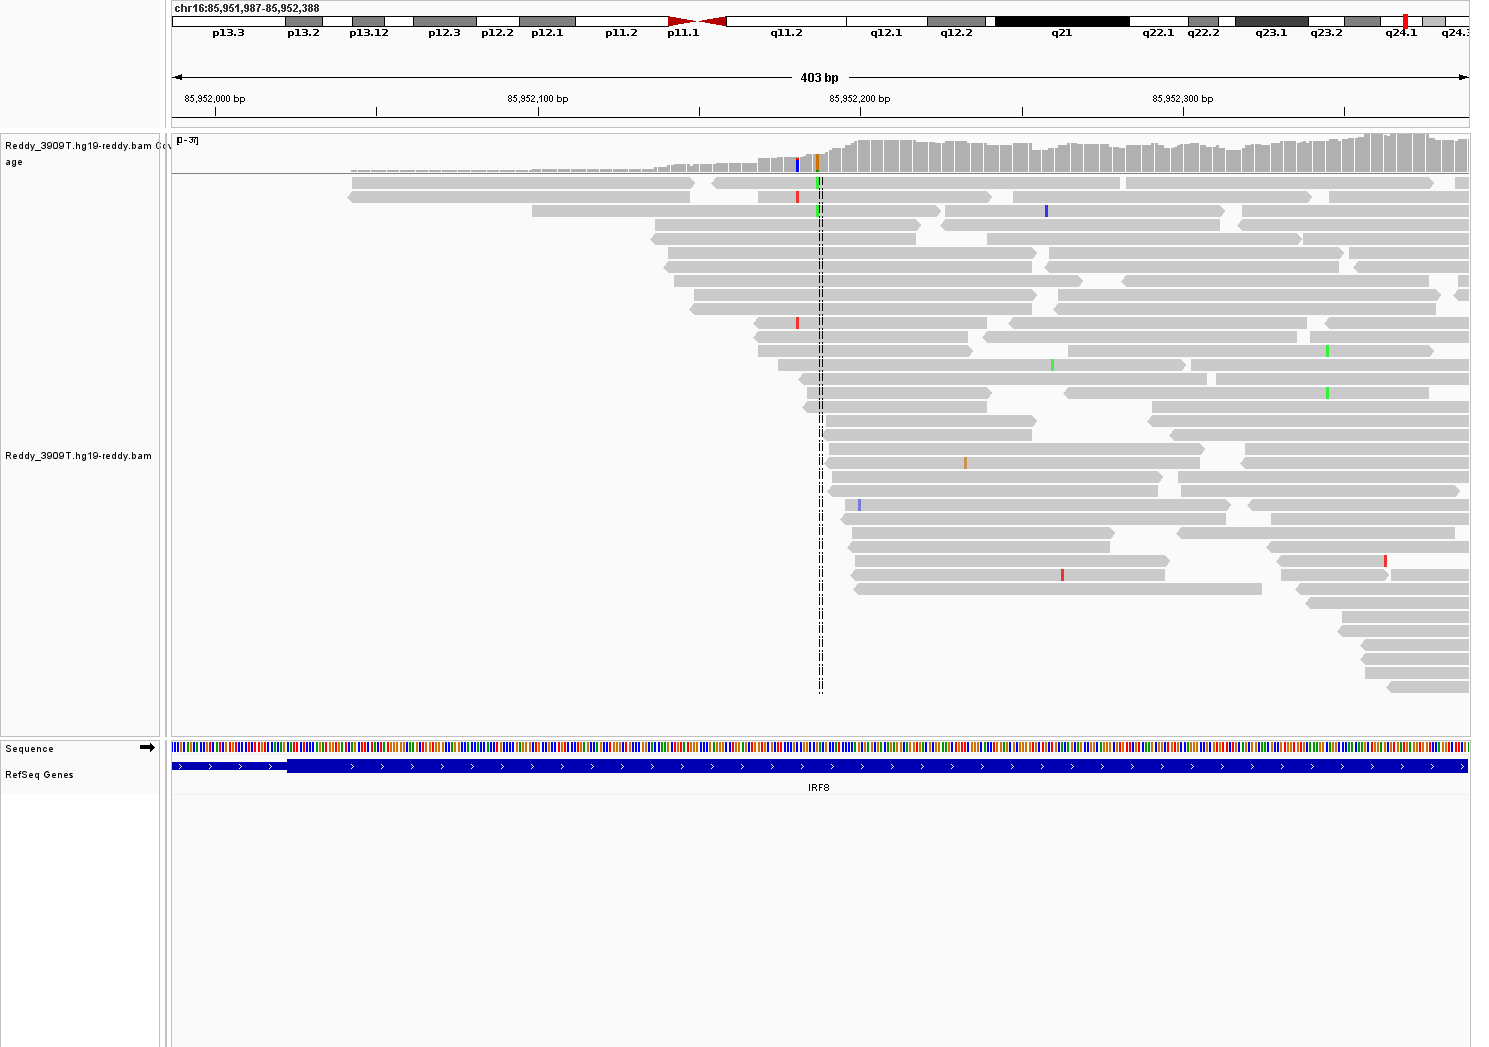 chr16:85,951,987-85,952,388
p13.3 p13.2 p13.12 p12.3 p12.2 p12.1 p11.2 p11.1 q11.2 q12.1 q12.2 q21 q22.1 q22.2 q23.1 q23.2 q24.1 q24.3
403 bp
85,952,000 bp 85,952,100 bp 85,952,200 bp 85,952,300 bp
Reddy_3909T.hg19-reddy.bam Cov
age
[0 - 37]
Reddy_3909T.hg19-reddy.bam
Sequence
RefSeq Genes
IRF8